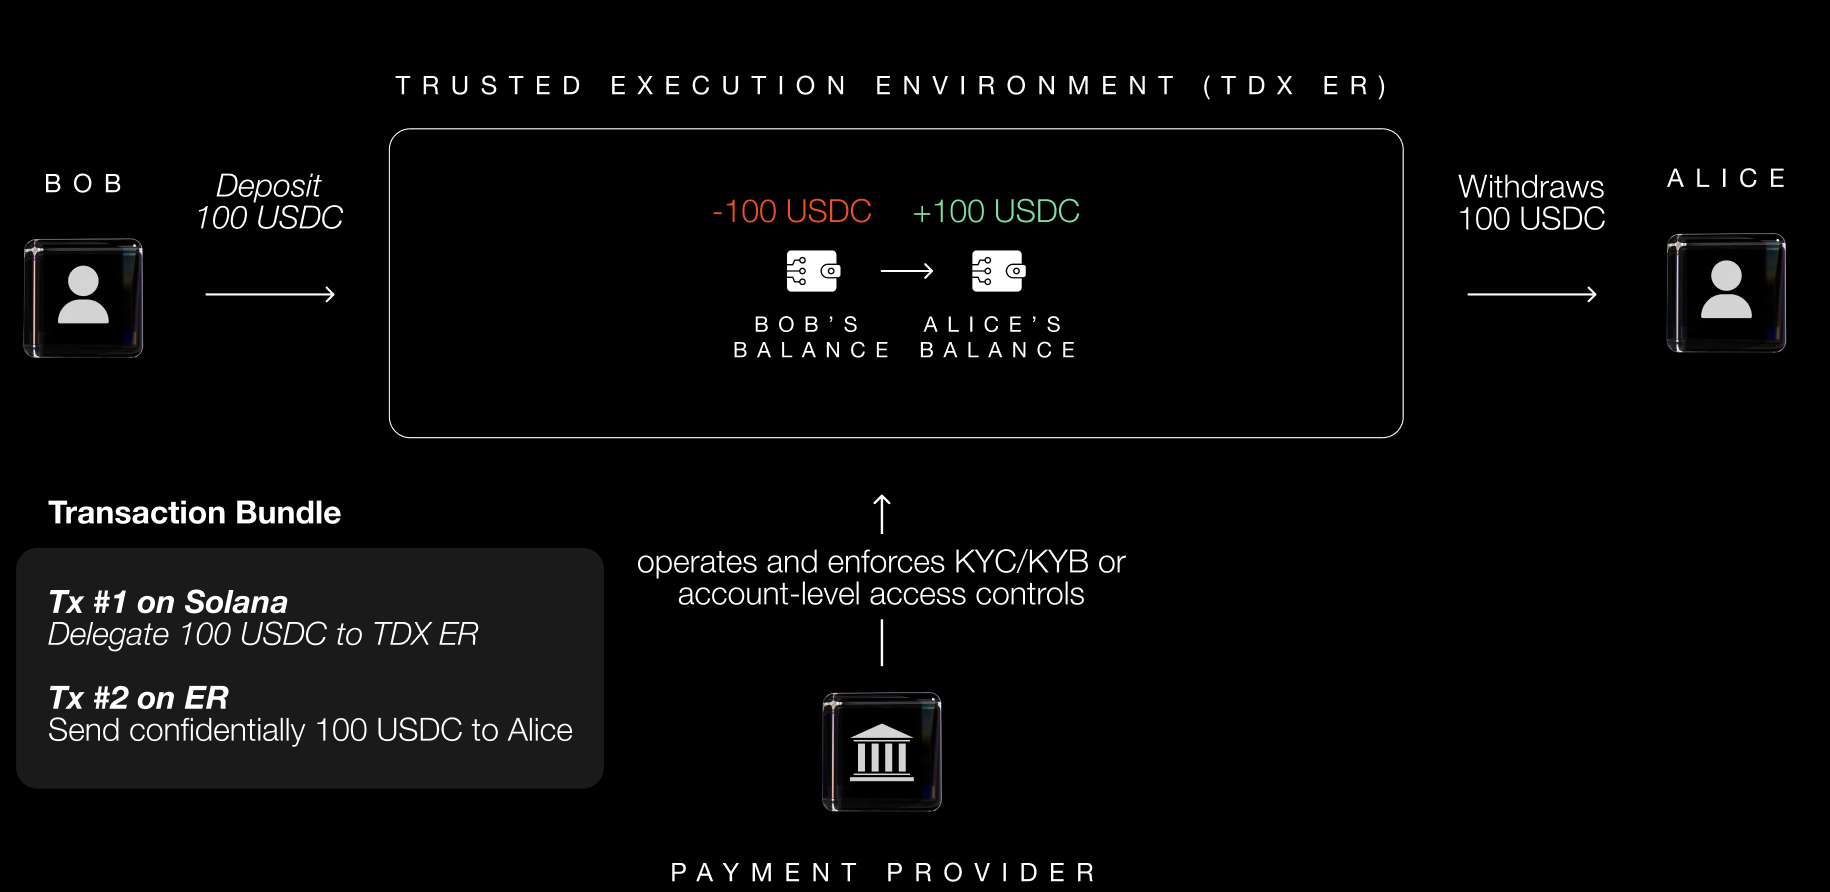 TRUSTED EXECUTION ENVIRONMENT (TDX ER)
BOB
Deposit
100 USDC
-100 USDC
+100 USDC
BOB'S
BALANCE
ALICE'S
BALANCE
Withdraws
100 USDC
ALICE
Transaction Bundle
Tx #1 on Solana
Delegate 100 USDC to TDX ER
Tx #2 on ER
Send confidentially 100 USDC to Alice
operates and enforces KYC/KYB or
account-level access controls
PAYMENT PROVIDER